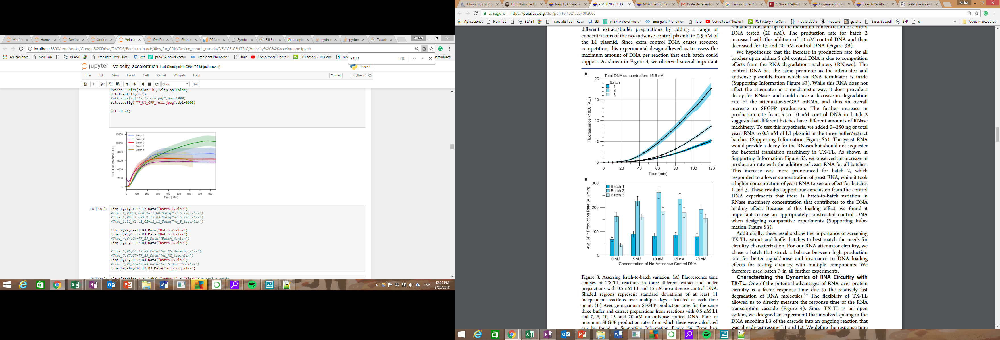 Model
Home
Device_
Untitle
Velocit
OnePe
Gather
PCA ex
Synthe
Fill Bet
matplo
python
python
Tutoria
Anibal
localhost:8890/notebooks/Google%20Drive/DATOS/Batch-to-batch/files_for_CRN/Device_centric_curada/DEVICE-CENTRIC/Velocity%2C%20acceleration.ipynb
Aplicaciones
New Tab
BLAST
Translate Tool - Resu
dtt
pPSX: A novel vector
Emergent Phenomen
libro
Como tocar "Pedro N
PC Factory • Tu Cent
mou
arcadores
Y1_L1
1/13
jupyter
Velocity, acceleration Last Checkpoint: 03/01/2018 (autosaved)
Logout
File Edit View Insert Cell Kernel Widgets Help
Trusted
Python 3
Code
kwargs = dict(color='k', clip_on=False)
plt.tight_layout()
#plt.savefig("T7_T7_CFP.pdf",dpi=1000)
plt.savefig("T7_U8_CFP_full.jpeg",dpi=1000)
plt.show()
12000
10000
8000
6000
4000
2000
0
CFP Fluorescence (A.U)
Batch 1
Batch 2
Batch 3
Batch 4
Batch 5
0 100 200 300 400 500 600 700 800
Time ( Min)
In [483]:
Time_1,Y1,C1=T7_T7_Data("Batch_1.xlsx")
#Time_1,YU8_1,CU8_1=T7_U8_Data("nc_5_izq.xlsx")
#Time_1,YRJ_1,CRJ_1=T7_RJ_Data("nc_5_izq.xlsx")
#Time_1,L1_Y1,L1_C1=L1_L1_Data("nc_5_izq.xlsx")
Time_2,Y2,C2=T7_RJ_Data("Batch_2.xlsx")
Time_3,Y3,C3=T7_RJ_Data("Batch_3.xlsx")
#Time_4,Y4,C4=T7_RJ_Data("Batch_4.xlsx")
Time_5,Y5,C5=T7_RJ_Data("Batch_5.xlsx")
#Time_6,Y6,C6=T7_RJ_Data("nc_MG_derecho.xlsx")
#Time_7,Y7,C7=T7_RJ_Data("nc_MG_izq.xlsx")
Time_8,Y8,C8=T7_RJ_Data("Batch_Z.xlsx")
#Time_9,Y9,C9=T7_RJ_Data("nc_5_derecho.xlsx")
Time_10,Y10,C10=T7_RJ_Data("nc_5_izq.xlsx")
ESP
12:05 PM
3/20/2018
Choosing color p
En El Baño De Un
Rapidly Character
sb400206c 1..13
RNA Thermomete
Boîte de réceptio
"reconstituted" p
A Novel Method
Cogenerating Sy
Search Results (A
Real-time assay f
Anibal
Es seguro
https://pubs.acs.org/doi/pdf/10.1021/sb400206c
Aplicaciones
New Tab
BLAST
Translate Tool - Resu
dtt
pPSX: A novel vector
Emergent Phenomen
libro
Como tocar "Pedro N
PC Factory • Tu Cent
mouse doble
mouse 2
gctcttc
Bases-sbv.pdf
BFP
d
»
Otros marcadores
different extract/buffer preparations by adding a range of
concentrations of the no-antisense control plasmid to 0.5 nM of
the L1 plasmid. Since extra control DNA causes resource
competition, this experimental design allowed us to assess the
maximum amount of DNA per reaction that each batch could
support. As shown in Figure 3, we observed several important
A
Total DNA concentration: 15.5 nM
Batch
1
2
3
20
15
10
5
0
Fluorescence x1000 (AU)
0 20 40 60 80 100 120
Time (min)
B
300
200
100
0
Avg GFP Production Rate (AU/min)
Batch 1
Batch 2
Batch 3
0 nM 5 nM 10 nM 15 nM 20 nM
Concentration of No-Antisense Control DNA
Figure 3. Assessing batch-to-batch variation. (A) Fluorescence time
courses of TX-TL reactions in three different extract and buffer
preparations with 0.5 nM L1 and 15 nM no-antisense control DNA.
Shaded regions represent standard deviations of at least 11
independent reactions over multiple days calculated at each time
point. (B) Average maximum SFGFP production rates for the same
three buffer and extract preparations from reactions with 0.5 nM L1
and 0, 5, 10, 15, and 20 nM no-antisense control DNA. Plots of
maximum SFGFP production rates from which these were calculated
can be found in Supporting Information Figure S4. Error bars
remained constant up to the maximum concentration of control
DNA tested (20 nM). The production rate for batch 2
increased with the addition of 10 nM control DNA and then
decreased for 15 and 20 nM control DNA (Figure 3B).
We hypothesize that the increase in production rate for all
batches upon adding 5 nM control DNA is due to competition
effects from the RNA degradation machinery (RNases). The
control DNA has the same promoter as the attenuator and
antisense plasmids from which an RNA terminator is made
(Supporting Information Figure S3). While this RNA does not
affect the attenuator in a mechanistic way, it does provide a
decoy for RNases and could cause a decrease in degradation
rate of the attenuator-SFGFP mRNA, and thus an overall
increase in SFGFP production. The further increase in
production rate from 5 to 10 nM control DNA in batch 2
suggests that different batches have different amounts of RNase
machinery. To test this hypothesis, we added 0−250 ng of total
yeast RNA to 0.5 nM of L1 plasmid in the three buffer/extract
batches (Supporting Information Figure S5). The yeast RNA
would provide a decoy for the RNases but should not sequester
the bacterial translation machinery in TX-TL. As shown in
Supporting Information Figure S5, we observed an increase in
production rate with the addition of yeast RNA for all batches.
This increase was more pronounced for batch 2, which
responded to a lower concentration of yeast RNA, while it took
a higher concentration of yeast RNA to see an effect for batches
1 and 3. These results support our conclusion from the control
DNA experiments that there is batch-to-batch variation in
RNase machinery concentration that contributes to the DNA
loading effect. Because of this loading effect, we found it
important to use an appropriately constructed control DNA
when designing comparative experiments (Supporting Infor-
mation Figure S3).
Additionally, these results show the importance of screening
TX-TL extract and buffer batches to best match the needs for
circuitry characterization. For our RNA attenuator circuitry, we
chose a batch that struck a balance between high production
rate for better signal/noise and invariance to DNA loading
effects for testing circuitry with multiple components. We
therefore used batch 3 in all further experiments.
Characterizing the Dynamics of RNA Circuitry with
TX-TL. One of the potential advantages of RNA over protein
circuitry is a faster response time due to the relatively fast
degradation of RNA molecules.12 The flexibility of TX-TL
allowed us to directly measure the response time of the RNA
transcription cascade (Figure 4). Since TX-TL is an open
system, we designed an experiment that involved spiking in the
DNA encoding L3 of the cascade into an ongoing reaction that
was already expressing L1 and L2. We define the response time